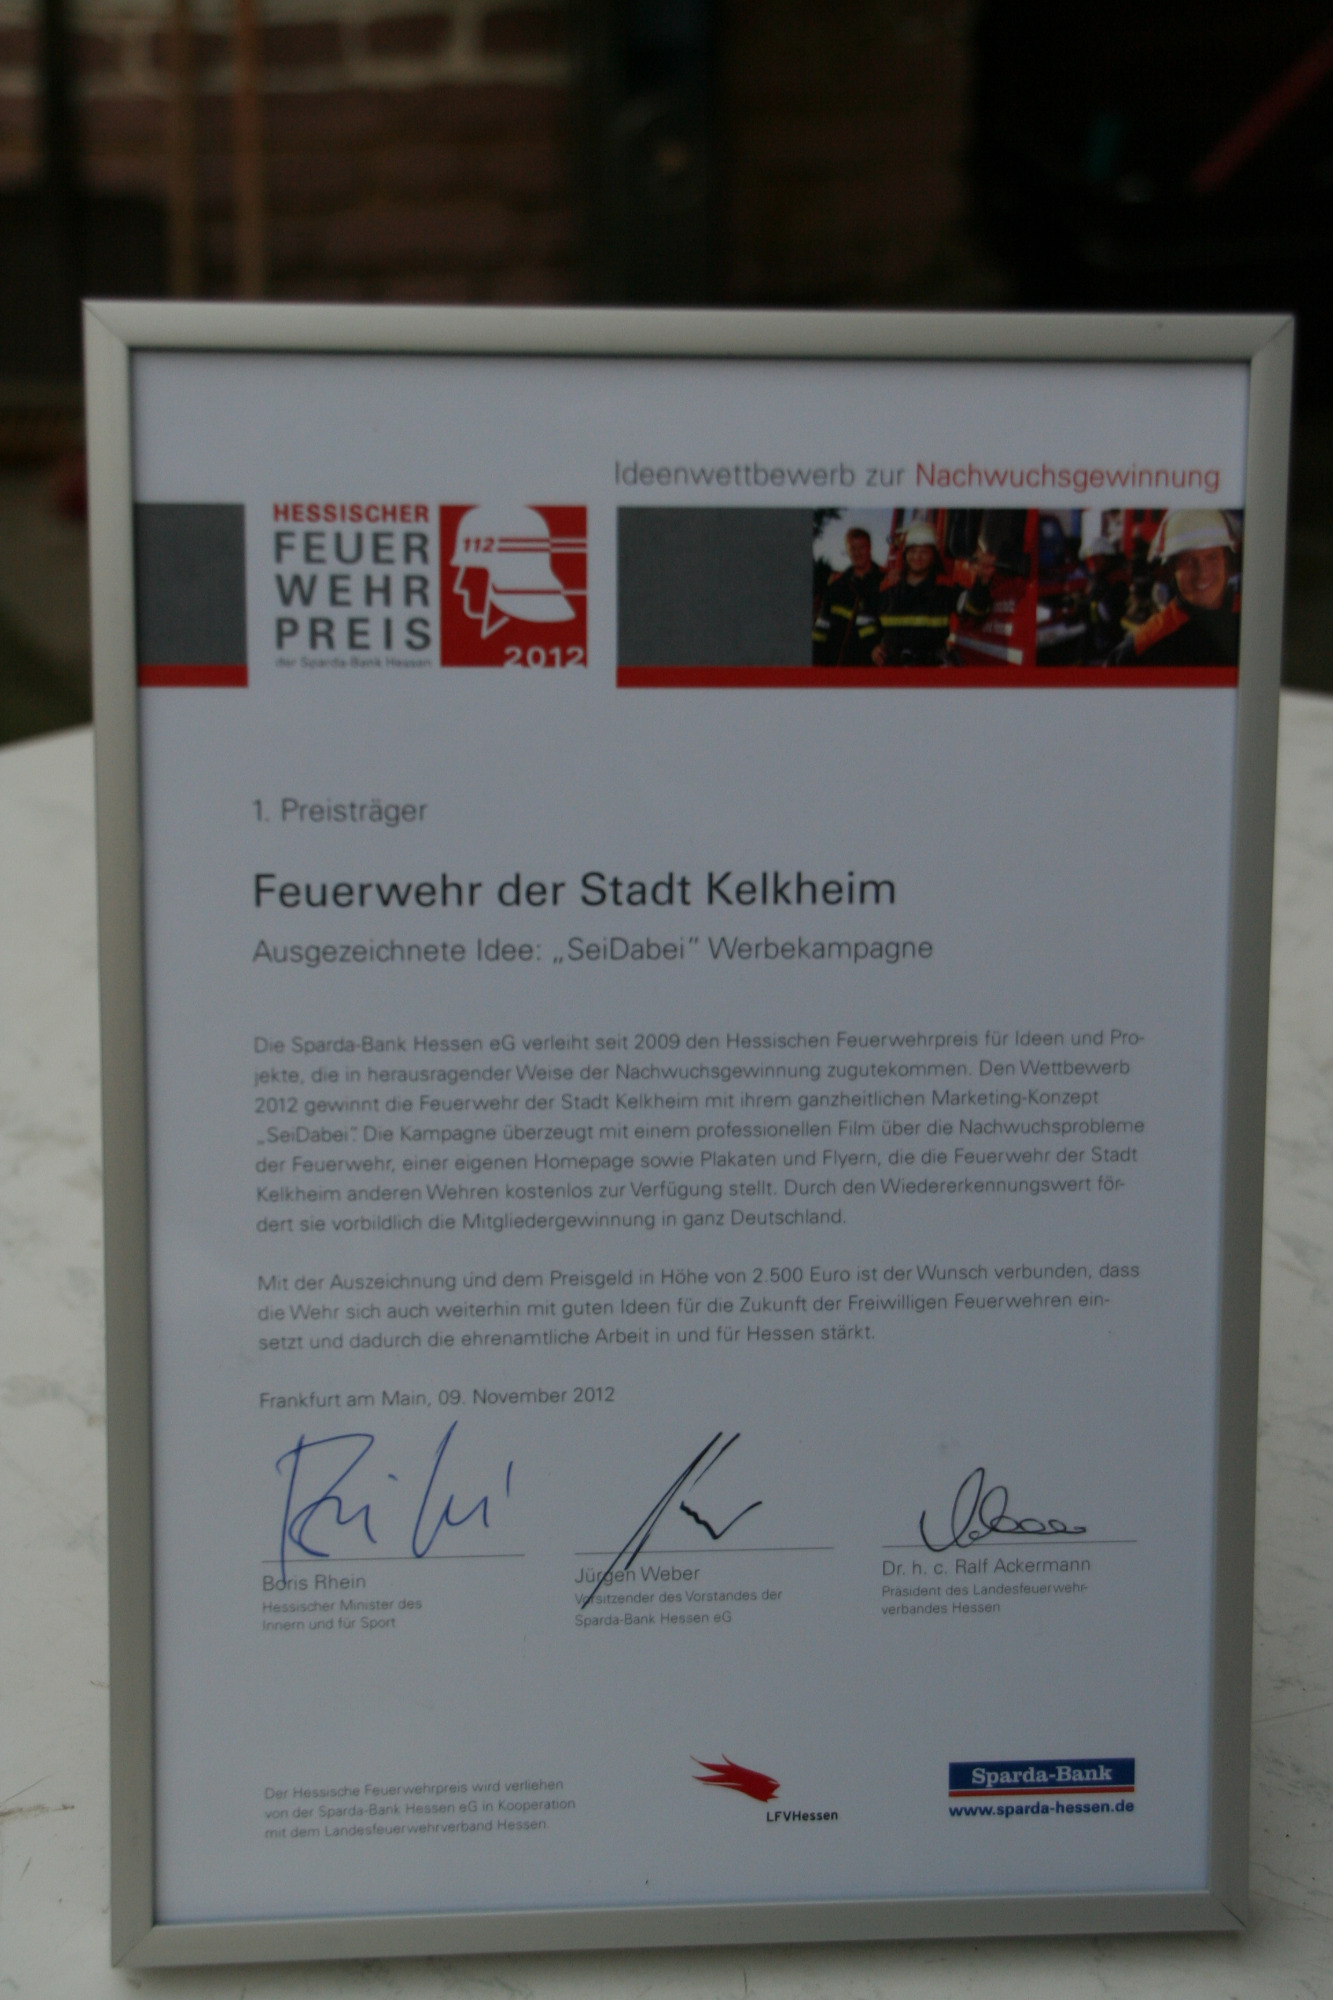 Ideenwettbewerb zur Nachwuchsgewinnung
HESSISCHER
FEUER
WEHR
PREIS
der Sparda-Bank Hessen
112
2012
1. Preisträger
Feuerwehr der Stadt Kelkheim
Ausgezeichnete Idee: „SeiDabei“ Werbekampagne
Die Sparda-Bank Hessen eG verleiht seit 2009 den Hessischen Feuerwehrpreis für Ideen und Pro-
jekte, die in herausragender Weise der Nachwuchsgewinnung zugutekommen. Den Wettbewerb
2012 gewinnt die Feuerwehr der Stadt Kelkheim mit ihrem ganzheitlichen Marketing-Konzept
„SeiDabei“. Die Kampagne überzeugt mit einem professionellen Film über die Nachwuchsprobleme
der Feuerwehr, einer eigenen Homepage sowie Plakaten und Flyern, die die Feuerwehr der Stadt
Kelkheim anderen Wehren kostenlos zur Verfügung stellt. Durch den Wiedererkennungswert för-
dert sie vorbildlich die Mitgliedergewinnung in ganz Deutschland.
Mit der Auszeichnung und dem Preisgeld in Höhe von 2.500 Euro ist der Wunsch verbunden, dass
die Wehr sich auch weiterhin mit guten Ideen für die Zukunft der Freiwilligen Feuerwehren ein-
setzt und dadurch die ehrenamtliche Arbeit in und für Hessen stärkt.
Frankfurt am Main, 09. November 2012
Boris Rhein
Hessischer Minister des
Innern und für Sport
Jürgen Weber
Vorsitzender des Vorstandes der
Sparda-Bank Hessen eG
Dr. h. c. Ralf Ackermann
Präsident des Landesfeuerwehr-
verbandes Hessen
Der Hessische Feuerwehrpreis wird verliehen
von der Sparda-Bank Hessen eG in Kooperation
mit dem Landesfeuerwehrverband Hessen.
LFVHessen
Sparda-Bank
www.sparda-hessen.de